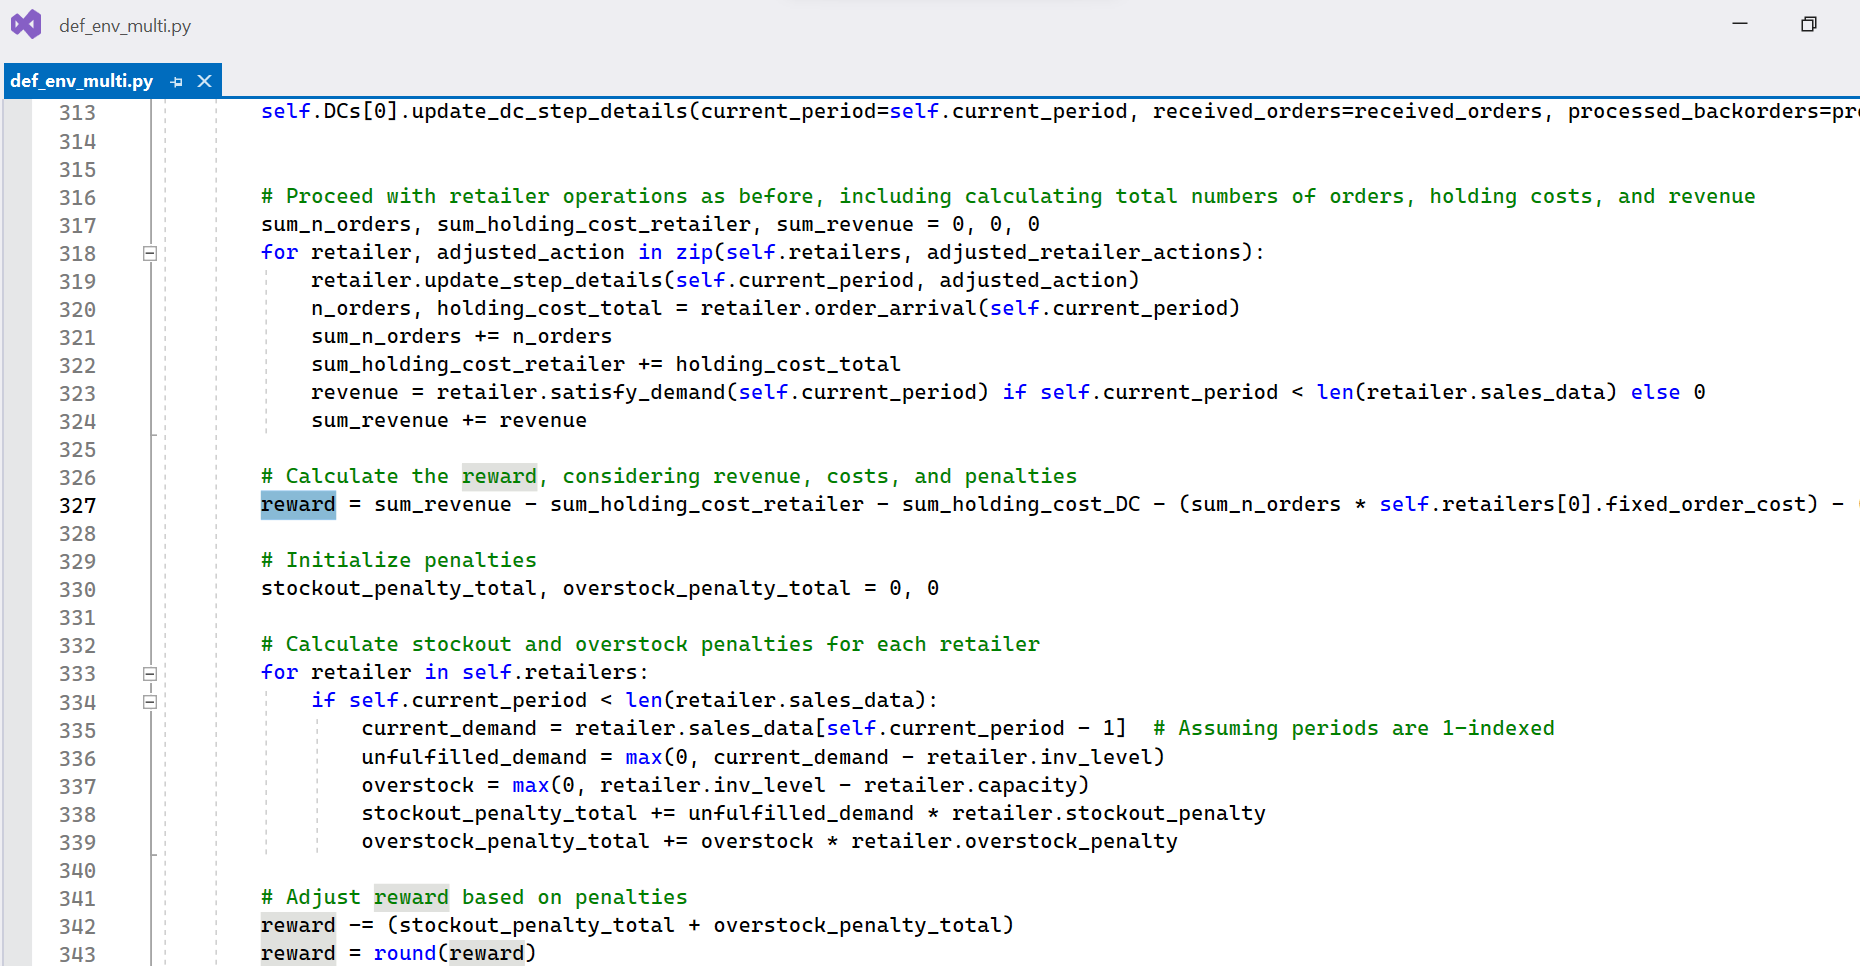 def_env_multi.py
def_env_multi.py
313 self.DCs[0].update_dc_step_details(current_period=self.current_period, received_orders=received_orders, processed_backorders=pr
314
315
316 # Proceed with retailer operations as before, including calculating total numbers of orders, holding costs, and revenue
317 sum_n_orders, sum_holding_cost_retailer, sum_revenue = 0, 0, 0
318 for retailer, adjusted_action in zip(self.retailers, adjusted_retailer_actions):
319 retailer.update_step_details(self.current_period, adjusted_action)
320 n_orders, holding_cost_total = retailer.order_arrival(self.current_period)
321 sum_n_orders += n_orders
322 sum_holding_cost_retailer += holding_cost_total
323 revenue = retailer.satisfy_demand(self.current_period) if self.current_period < len(retailer.sales_data) else 0
324 sum_revenue += revenue
325
326 # Calculate the reward, considering revenue, costs, and penalties
327 reward = sum_revenue - sum_holding_cost_retailer - sum_holding_cost_DC - (sum_n_orders * self.retailers[0].fixed_order_cost) -
328
329 # Initialize penalties
330 stockout_penalty_total, overstock_penalty_total = 0, 0
331
332 # Calculate stockout and overstock penalties for each retailer
333 for retailer in self.retailers:
334 if self.current_period < len(retailer.sales_data):
335 current_demand = retailer.sales_data[self.current_period - 1]  # Assuming periods are 1-indexed
336 unfulfilled_demand = max(0, current_demand - retailer.inv_level)
337 overstock = max(0, retailer.inv_level - retailer.capacity)
338 stockout_penalty_total += unfulfilled_demand * retailer.stockout_penalty
339 overstock_penalty_total += overstock * retailer.overstock_penalty
340
341 # Adjust reward based on penalties
342 reward -= (stockout_penalty_total + overstock_penalty_total)
343 reward = round(reward)